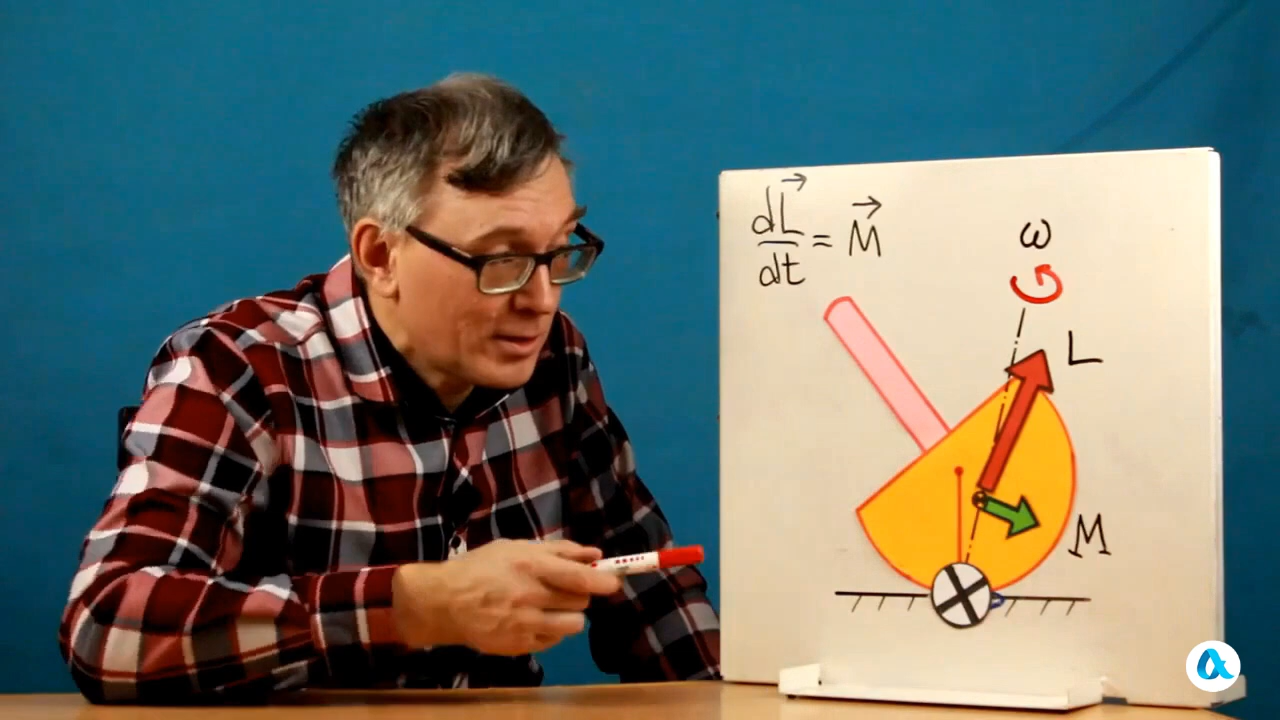 dL/dt = M
ω
L
M